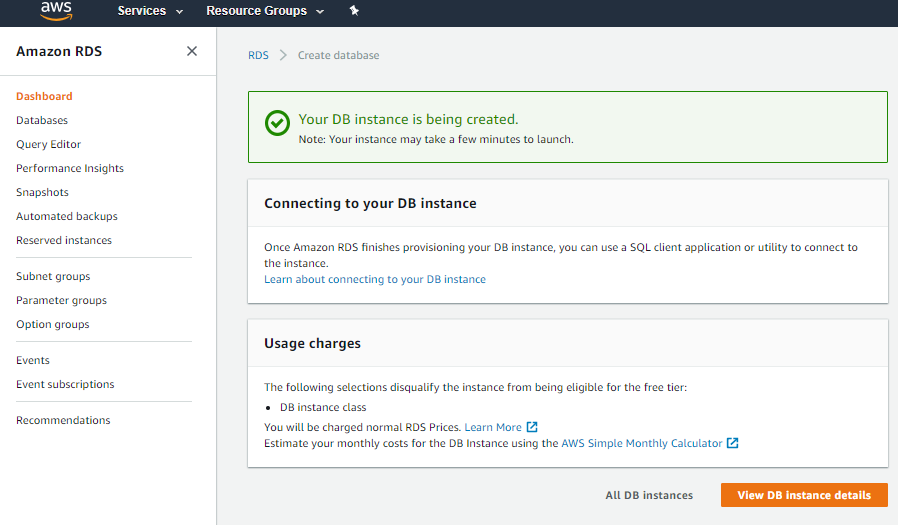 aws
Services
Resource Groups
Amazon RDS
Dashboard
Databases
Query Editor
Performance Insights
Snapshots
Automated backups
Reserved instances
Subnet groups
Parameter groups
Option groups
Events
Event subscriptions
Recommendations
RDS > Create database
Your DB instance is being created.
Note: Your instance may take a few minutes to launch.
Connecting to your DB instance
Once Amazon RDS finishes provisioning your DB instance, you can use a SQL client application or utility to connect to
the instance.
Learn about connecting to your DB instance
Usage charges
The following selections disqualify the instance from being eligible for the free tier:
• DB instance class
You will be charged normal RDS Prices. Learn More
Estimate your monthly costs for the DB Instance using the AWS Simple Monthly Calculator
All DB instances
View DB instance details